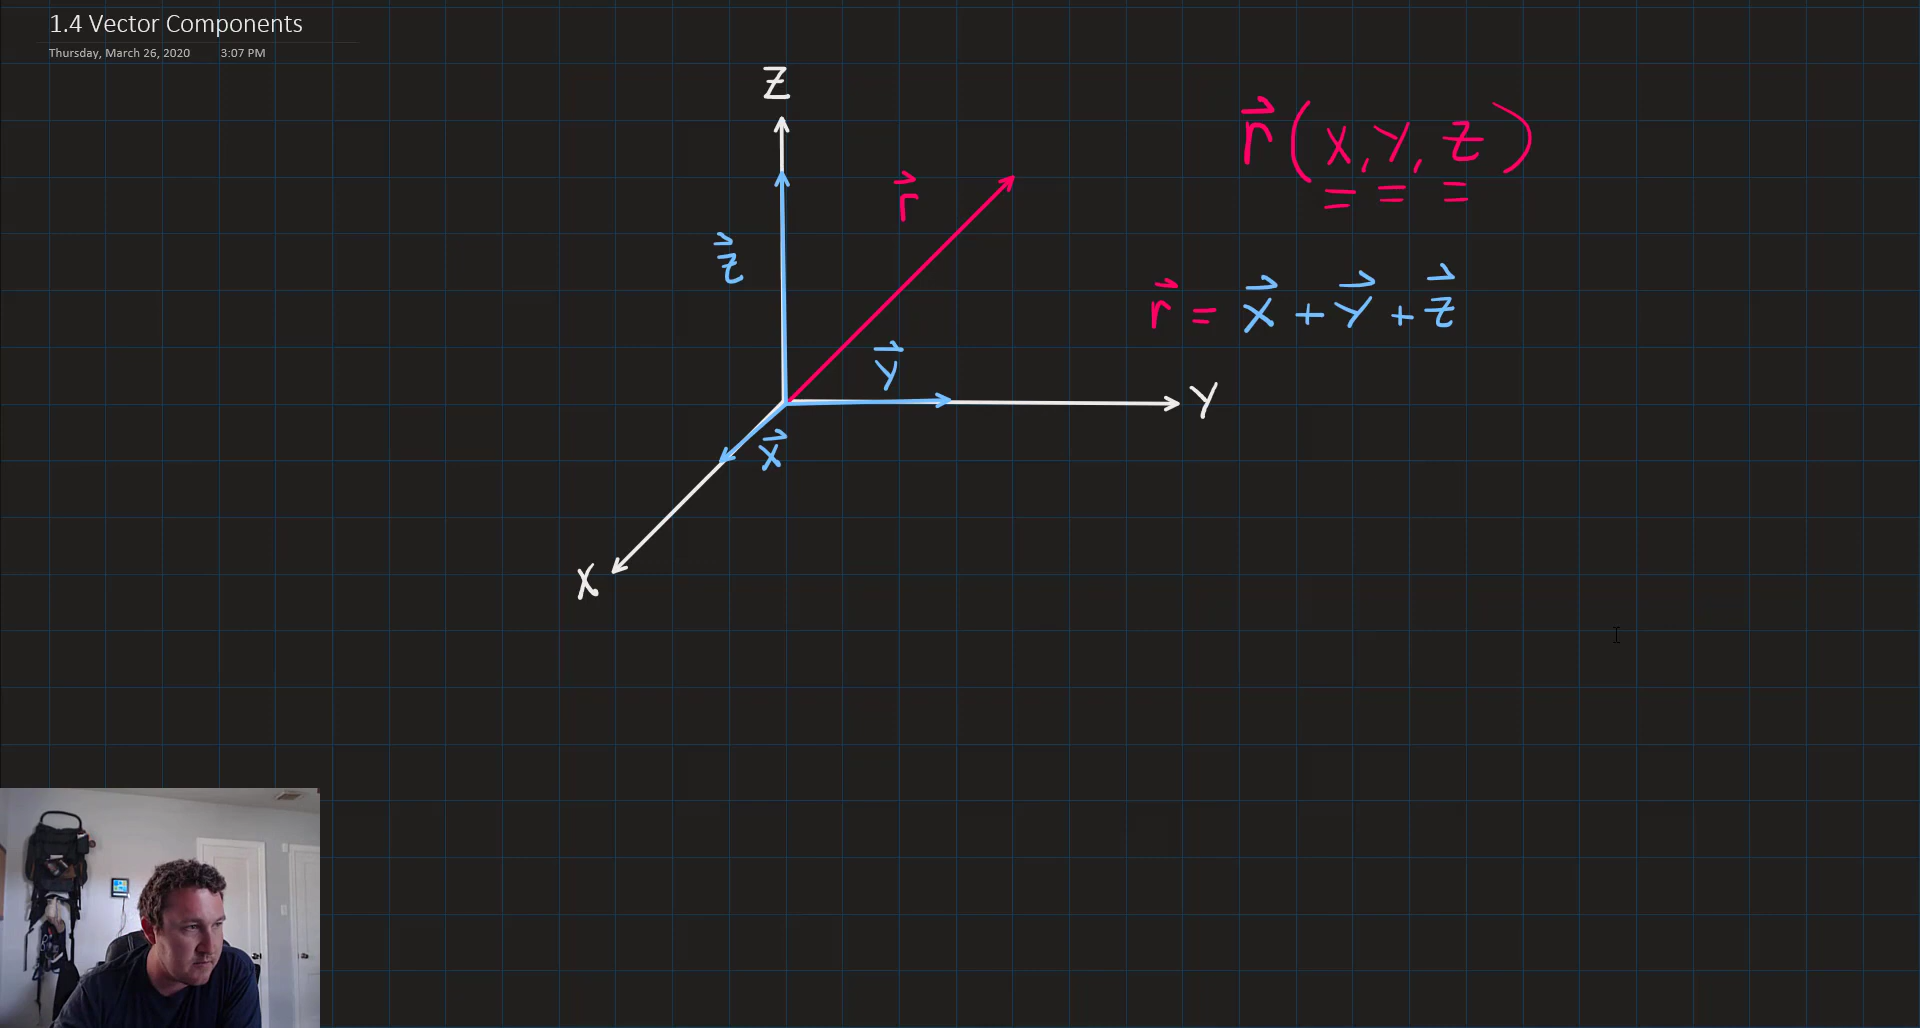 1.4 Vector Components
Thursday, March 26, 2020 3:07 PM
Z
r⃗(X, Y, Z)
r⃗
z⃗
r⃗ = X⃗ + Y⃗ + Z⃗
Y⃗
Y
X⃗
X